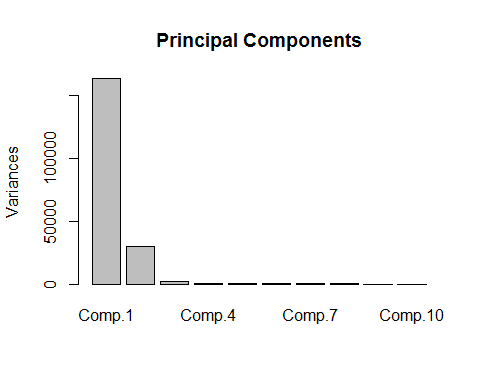 Principal Components
Variances
100000
50000
0
Comp.1 Comp.4 Comp.7 Comp.10